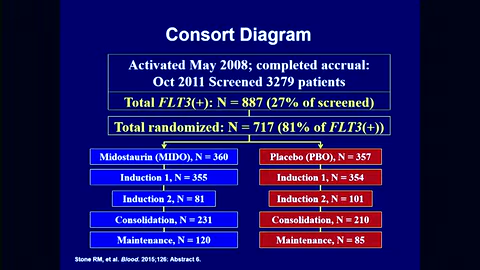 Consort Diagram
Activated May 2008; completed accrual:
Oct 2011 Screened 3279 patients
Total FLT3(+): N = 887 (27% of screened)
Total randomized: N = 717 (81% of FLT3(+))
Midostaurin (MIDO), N = 360
Placebo (PBO), N = 357
Induction 1, N = 355
Induction 1, N = 354
Induction 2, N = 81
Induction 2, N = 101
Consolidation, N = 231
Consolidation, N = 210
Maintenance, N = 120
Maintenance, N = 85
Stone RM, et al. Blood. 2015;126: Abstract 6.